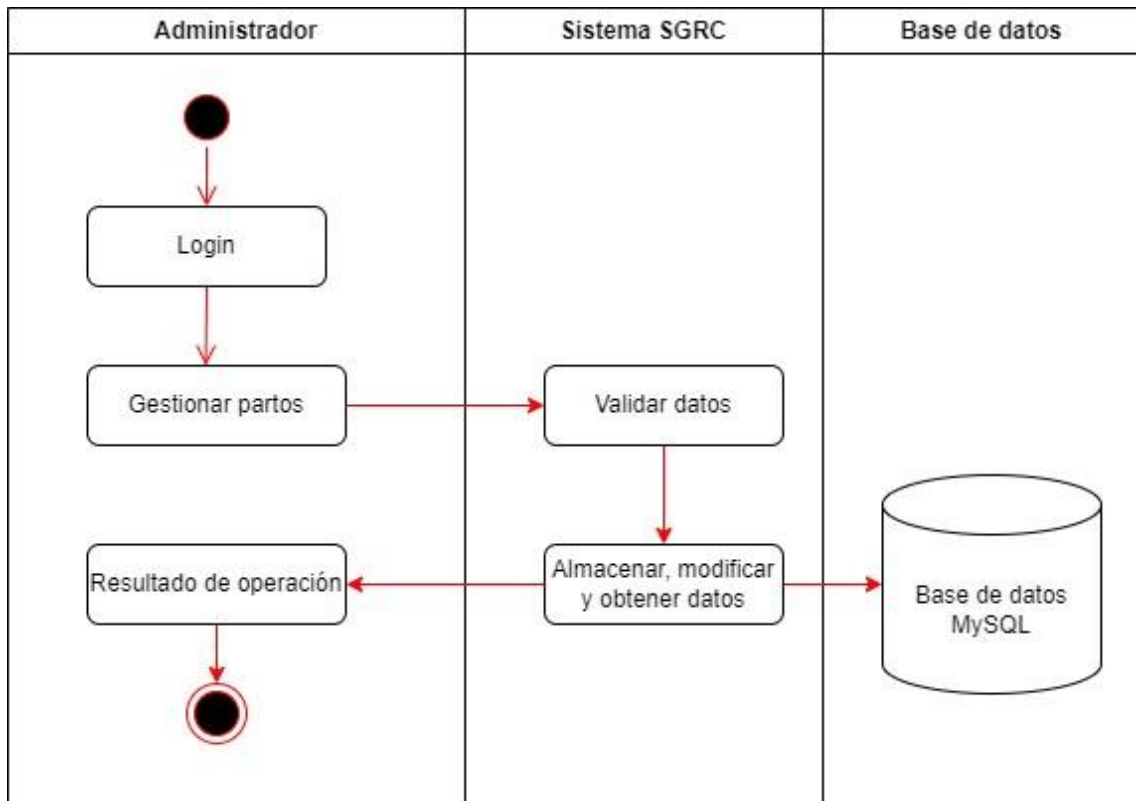 Administrador
Sistema SGRC
Base de datos
Login
Gestionar partos
Validar datos
Resultado de operación
Almacenar, modificar
y obtener datos
Base de datos
MySQL